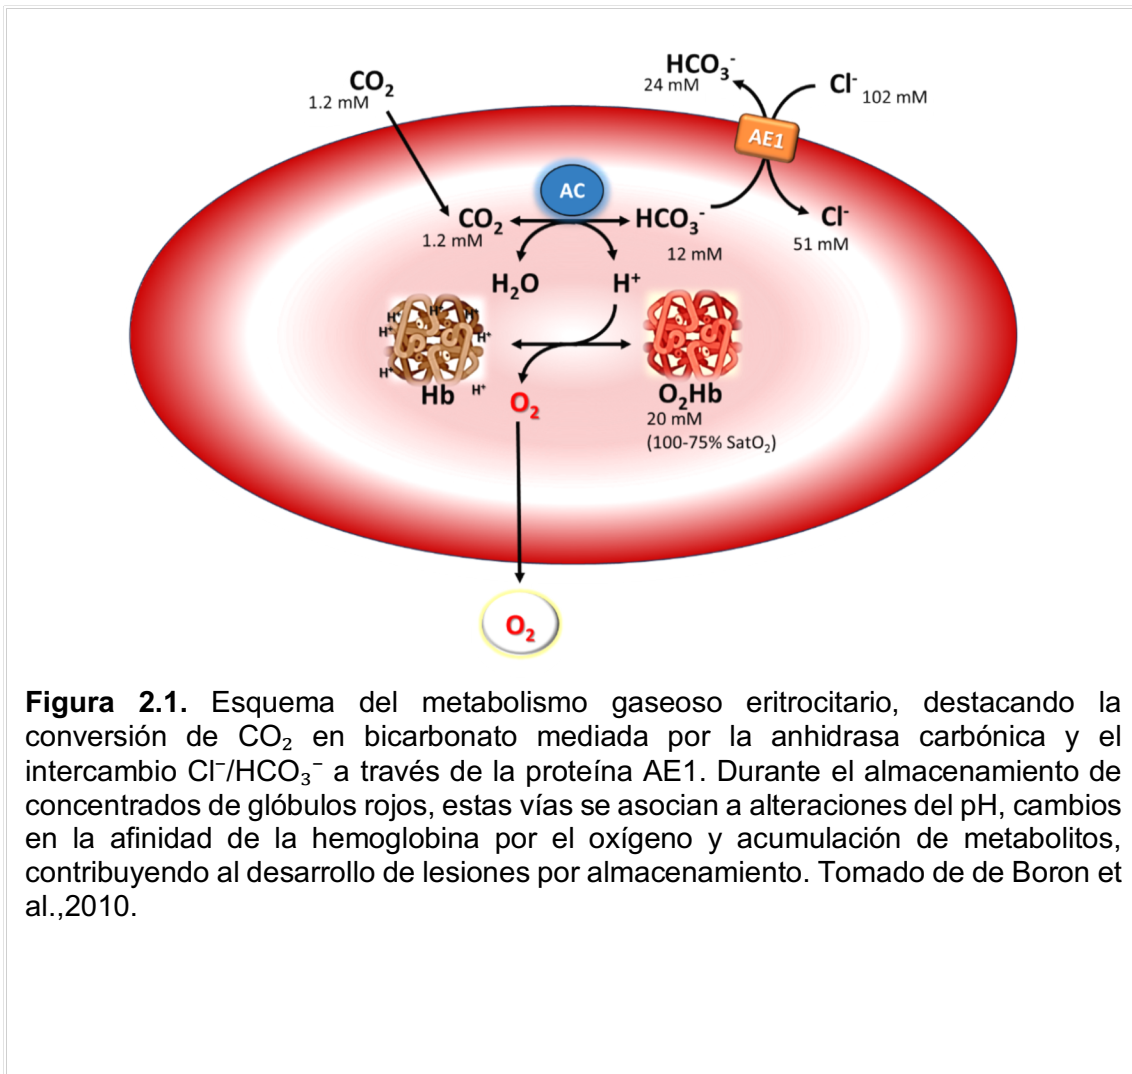 CO₂
1.2 mM
HCO₃⁻
24 mM
Cl⁻
102 mM
AE1
AC
CO₂
1.2 mM
HCO₃⁻
12 mM
Cl⁻
51 mM
H₂O
H⁺
H⁺
H⁺
H⁺
H⁺
H⁺
H⁺
H⁺
Hb
O₂
O₂Hb
20 mM
(100-75% SatO₂)
O₂
Figura 2.1. Esquema del metabolismo gaseoso eritrocitario, destacando la
conversión de CO₂ en bicarbonato mediada por la anhidrasa carbónica y el
intercambio Cl⁻/HCO₃⁻ a través de la proteína AE1. Durante el almacenamiento de
concentrados de glóbulos rojos, estas vías se asocian a alteraciones del pH, cambios
en la afinidad de la hemoglobina por el oxígeno y acumulación de metabolitos,
contribuyendo al desarrollo de lesiones por almacenamiento. Tomado de de Boron et
al.,2010.